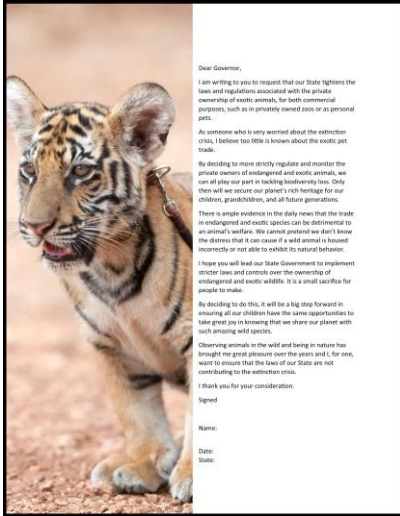 Dear Governor,
I am writing to you to request that our State tightens the
laws and regulations associated with the private
ownership of exotic animals, for both commercial
purposes, such as in privately owned zoos or as personal
pets.
As someone who is very worried about the extinction
crisis, I believe too little is known about the exotic pet
trade.
By deciding to more strictly regulate and monitor the
private owners of endangered and exotic animals, we
can all play our part in tackling biodiversity loss. Only
then will we secure our planet's rich heritage for our
children, grandchildren, and all future generations.
There is ample evidence in the daily news that the trade
in endangered and exotic species can be detrimental to
an animal's welfare. We cannot pretend we don't know
the distress that it can cause if a wild animal is housed
incorrectly or not able to exhibit its natural behavior.
I hope you will lead our State Government to implement
stricter laws and controls over the ownership of
endangered and exotic wildlife. It is a small sacrifice for
people to make.
By deciding to do this, it will be a big step forward in
ensuring all our children have the same opportunities to
take great joy in knowing that we share our planet with
such amazing wild species.
Observing animals in the wild and being in nature has
brought me great pleasure over the years and I, for one,
want to ensure that the laws of our State are not
contributing to the extinction crisis.
I thank you for your consideration.
Signed
Name:
Date:
State: